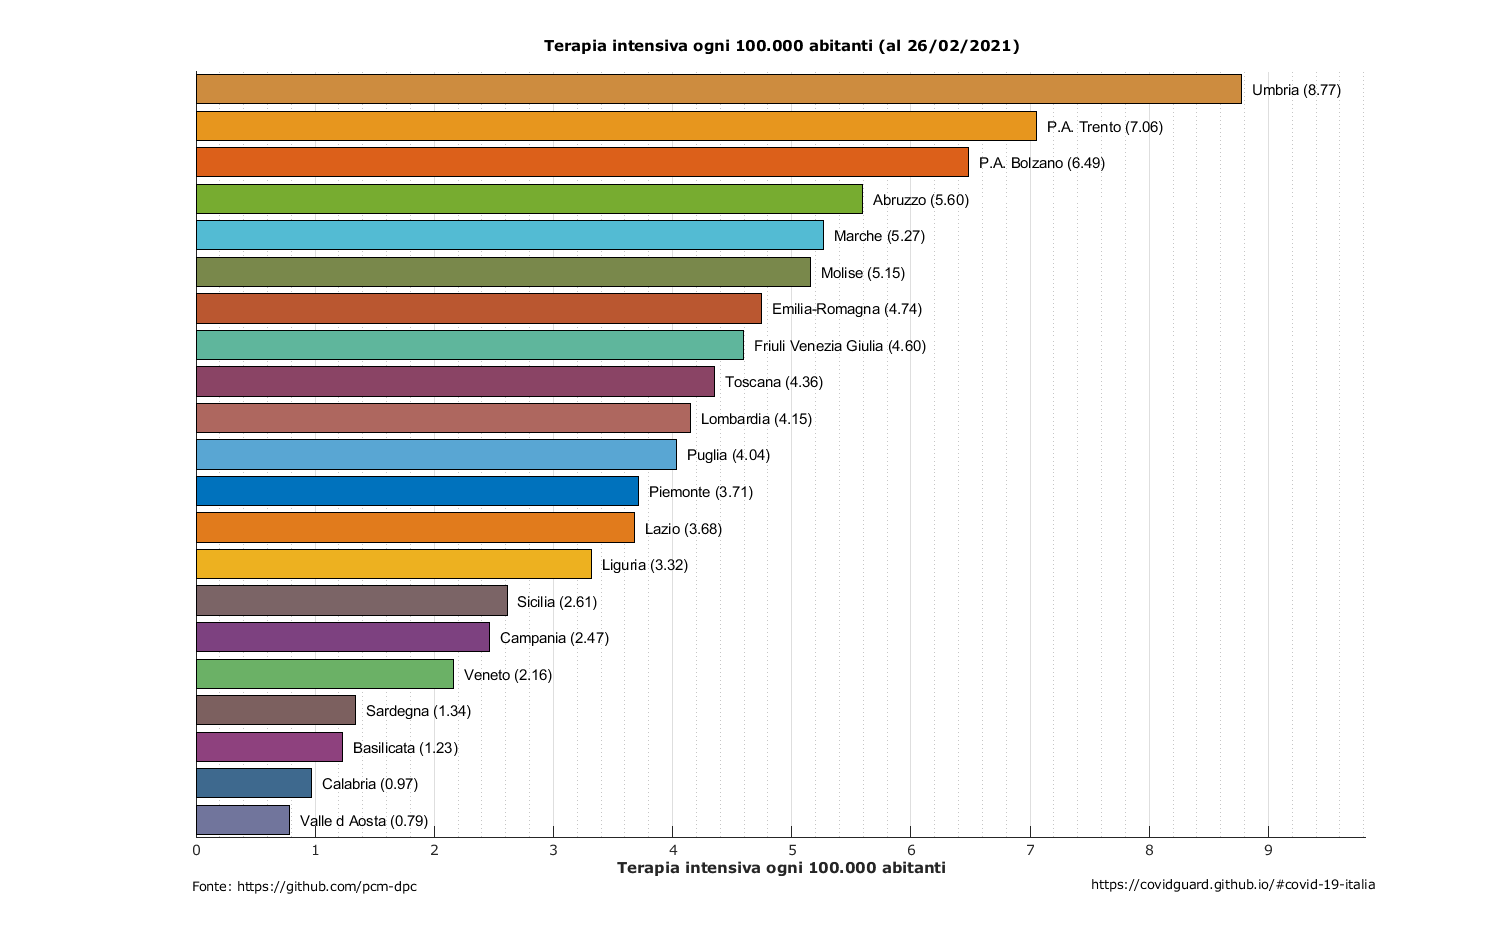 Terapia intensiva ogni 100.000 abitanti (al 26/02/2021)
Umbria (8.77)
P.A. Trento (7.06)
P.A. Bolzano (6.49)
Abruzzo (5.60)
Marche (5.27)
Molise (5.15)
Emilia-Romagna (4.74)
Friuli Venezia Giulia (4.60)
Toscana (4.36)
Lombardia (4.15)
Puglia (4.04)
Piemonte (3.71)
Lazio (3.68)
Liguria (3.32)
Sicilia (2.61)
Campania (2.47)
Veneto (2.16)
Sardegna (1.34)
Basilicata (1.23)
Calabria (0.97)
Valle d Aosta (0.79)
0 1 2 3 4 5 6 7 8 9
Terapia intensiva ogni 100.000 abitanti
Fonte: https://github.com/pcm-dpc
https://covidguard.github.io/#covid-19-italia